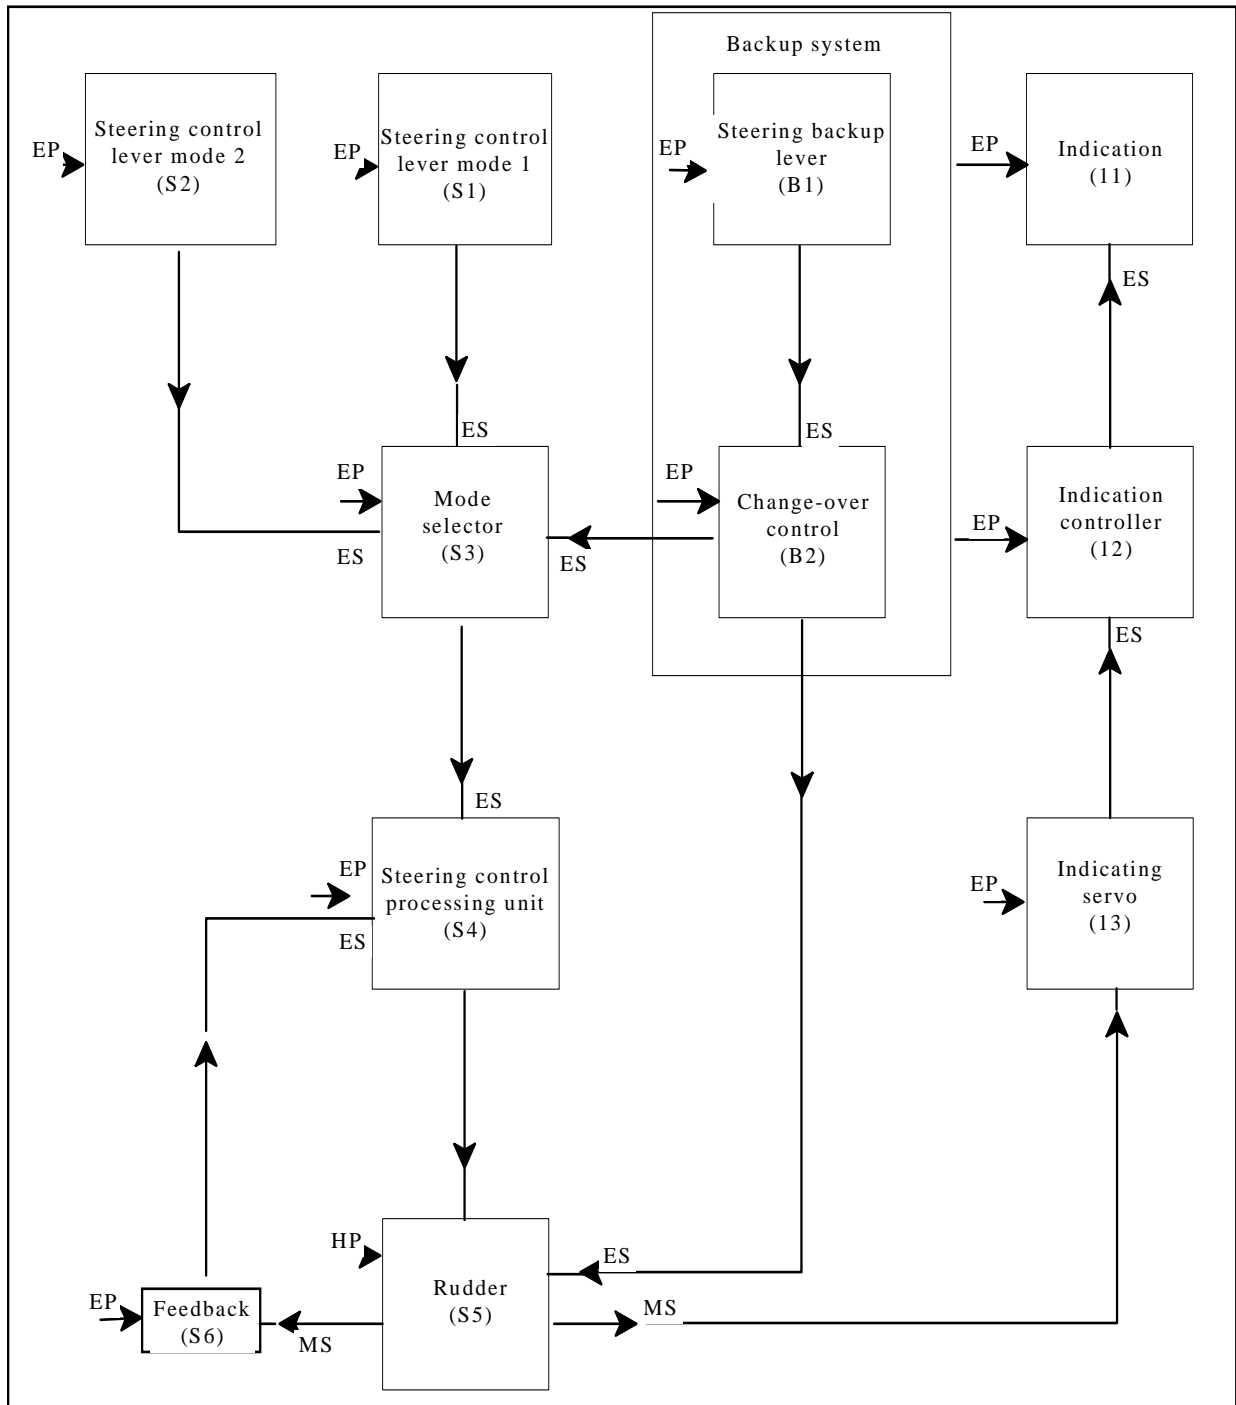 Backup system
Steering control
lever mode 2
(S2)
EP
Steering control
lever mode 1
(S1)
EP
Steering backup
lever
(B1)
EP
Indication
(11)
EP
ES
ES
ES
EP
Mode
selector
(S3)
ES
ES
EP
Change-over
control
(B2)
EP
Indication
controller
(12)
ES
ES
EP
Steering control
processing unit
(S4)
ES
EP
Indicating
servo
(13)
HP
Rudder
(S5)
ES
MS
EP
Feedback
(S6)
MS